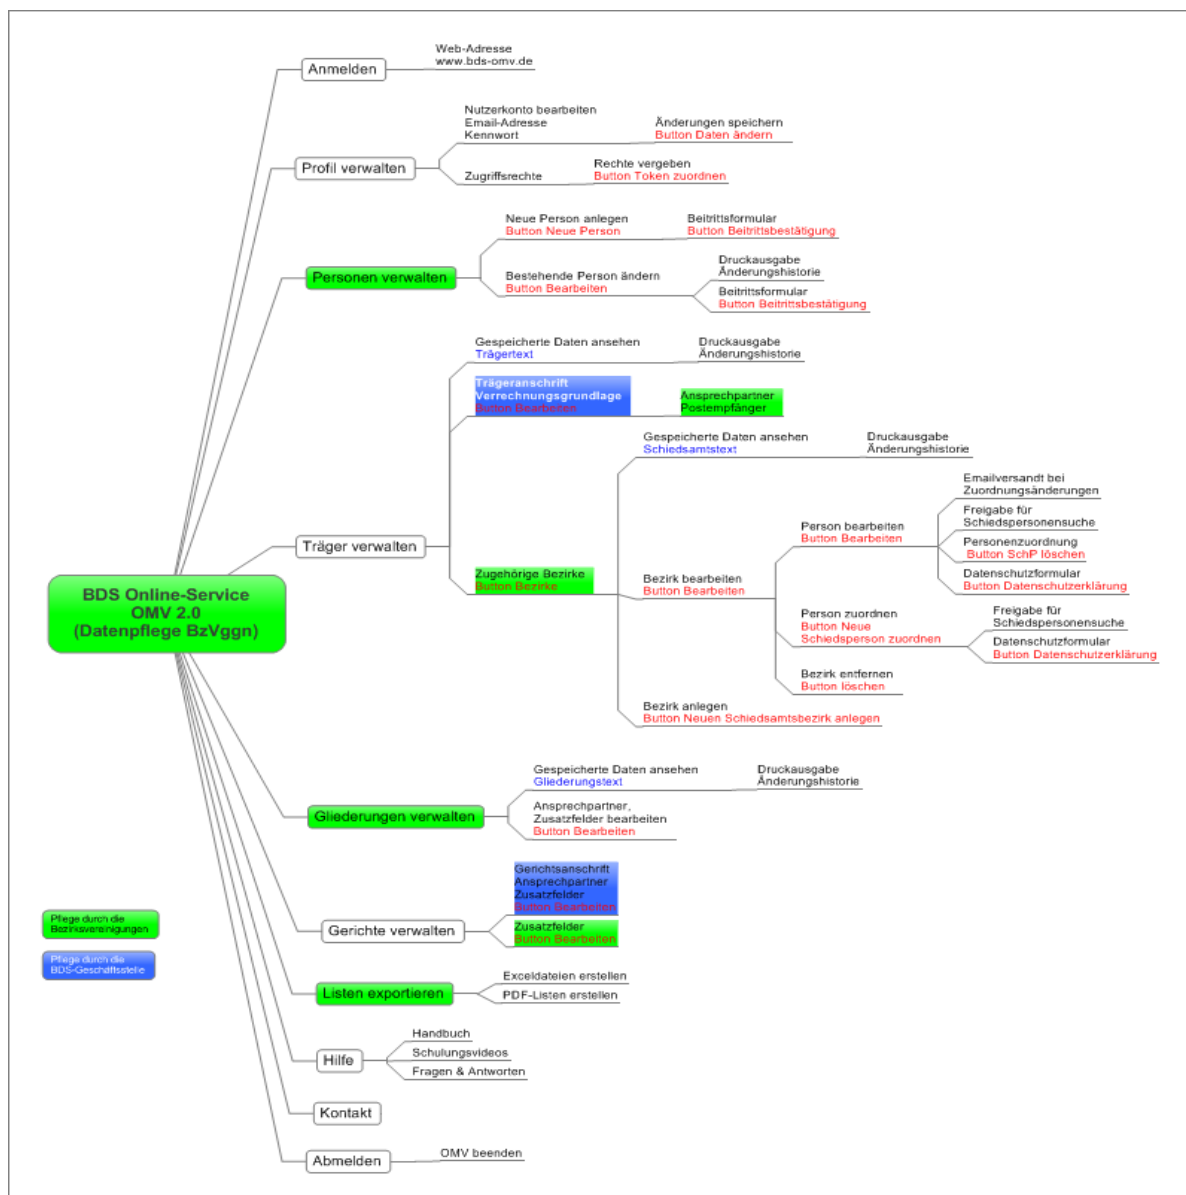 Web-Adresse
www.bds-omv.de
Anmelden
Nutzerkonto bearbeiten
Email-Adresse
Kennwort
Änderungen speichern
Button Daten ändern
Profil verwalten
Zugriffsrechte
Rechte vergeben
Button Token zuordnen
Neue Person anlegen
Button Neue Person
Beitrittsformular
Button Beitrittsbestätigung
Personen verwalten
Bestehende Person ändern
Button Bearbeiten
Druckausgabe
Änderungshistorie
Beitrittsformular
Button Beitrittsbestätigung
Gespeicherte Daten ansehen
Trägertext
Druckausgabe
Änderungshistorie
Trägeranschrift
Verrechnungsgrundlage
Button Bearbeiten
Ansprechpartner
Postempfänger
Gespeicherte Daten ansehen
Schiedsamtstext
Druckausgabe
Änderungshistorie
Träger verwalten
Zugehörige Bezirke
Button Bezirke
Bezirk bearbeiten
Button Bearbeiten
Person bearbeiten
Button Bearbeiten
Emailversandt bei
Zuordnungsänderungen
Freigabe für
Schiedspersonensuche
Personenzuordnung
Button SchP löschen
Datenschutzformular
Button Datenschutzerklärung
Person zuordnen
Button Neue
Schiedsperson zuordnen
Freigabe für
Schiedspersonensuche
Datenschutzformular
Button Datenschutzerklärung
Bezirk entfernen
Button löschen
Bezirk anlegen
Button Neuen Schiedsamtsbezirk anlegen
BDS Online-Service
OMV 2.0
(Datenpflege BzVggn)
Gespeicherte Daten ansehen
Gliederungstext
Druckausgabe
Änderungshistorie
Gliederungen verwalten
Ansprechpartner,
Zusatzfelder bearbeiten
Button Bearbeiten
Gerichtsanschrift
Ansprechpartner
Zusatzfelder
Button Bearbeiten
Gerichte verwalten
Zusatzfelder
Button Bearbeiten
Pflege durch die
Bezirksvereinigungen
Pflege durch die
BDS-Geschäftsstelle
Listen exportieren
Exceldateien erstellen
PDF-Listen erstellen
Hilfe
Handbuch
Schulungsvideos
Fragen & Antworten
Kontakt
Abmelden
OMV beenden